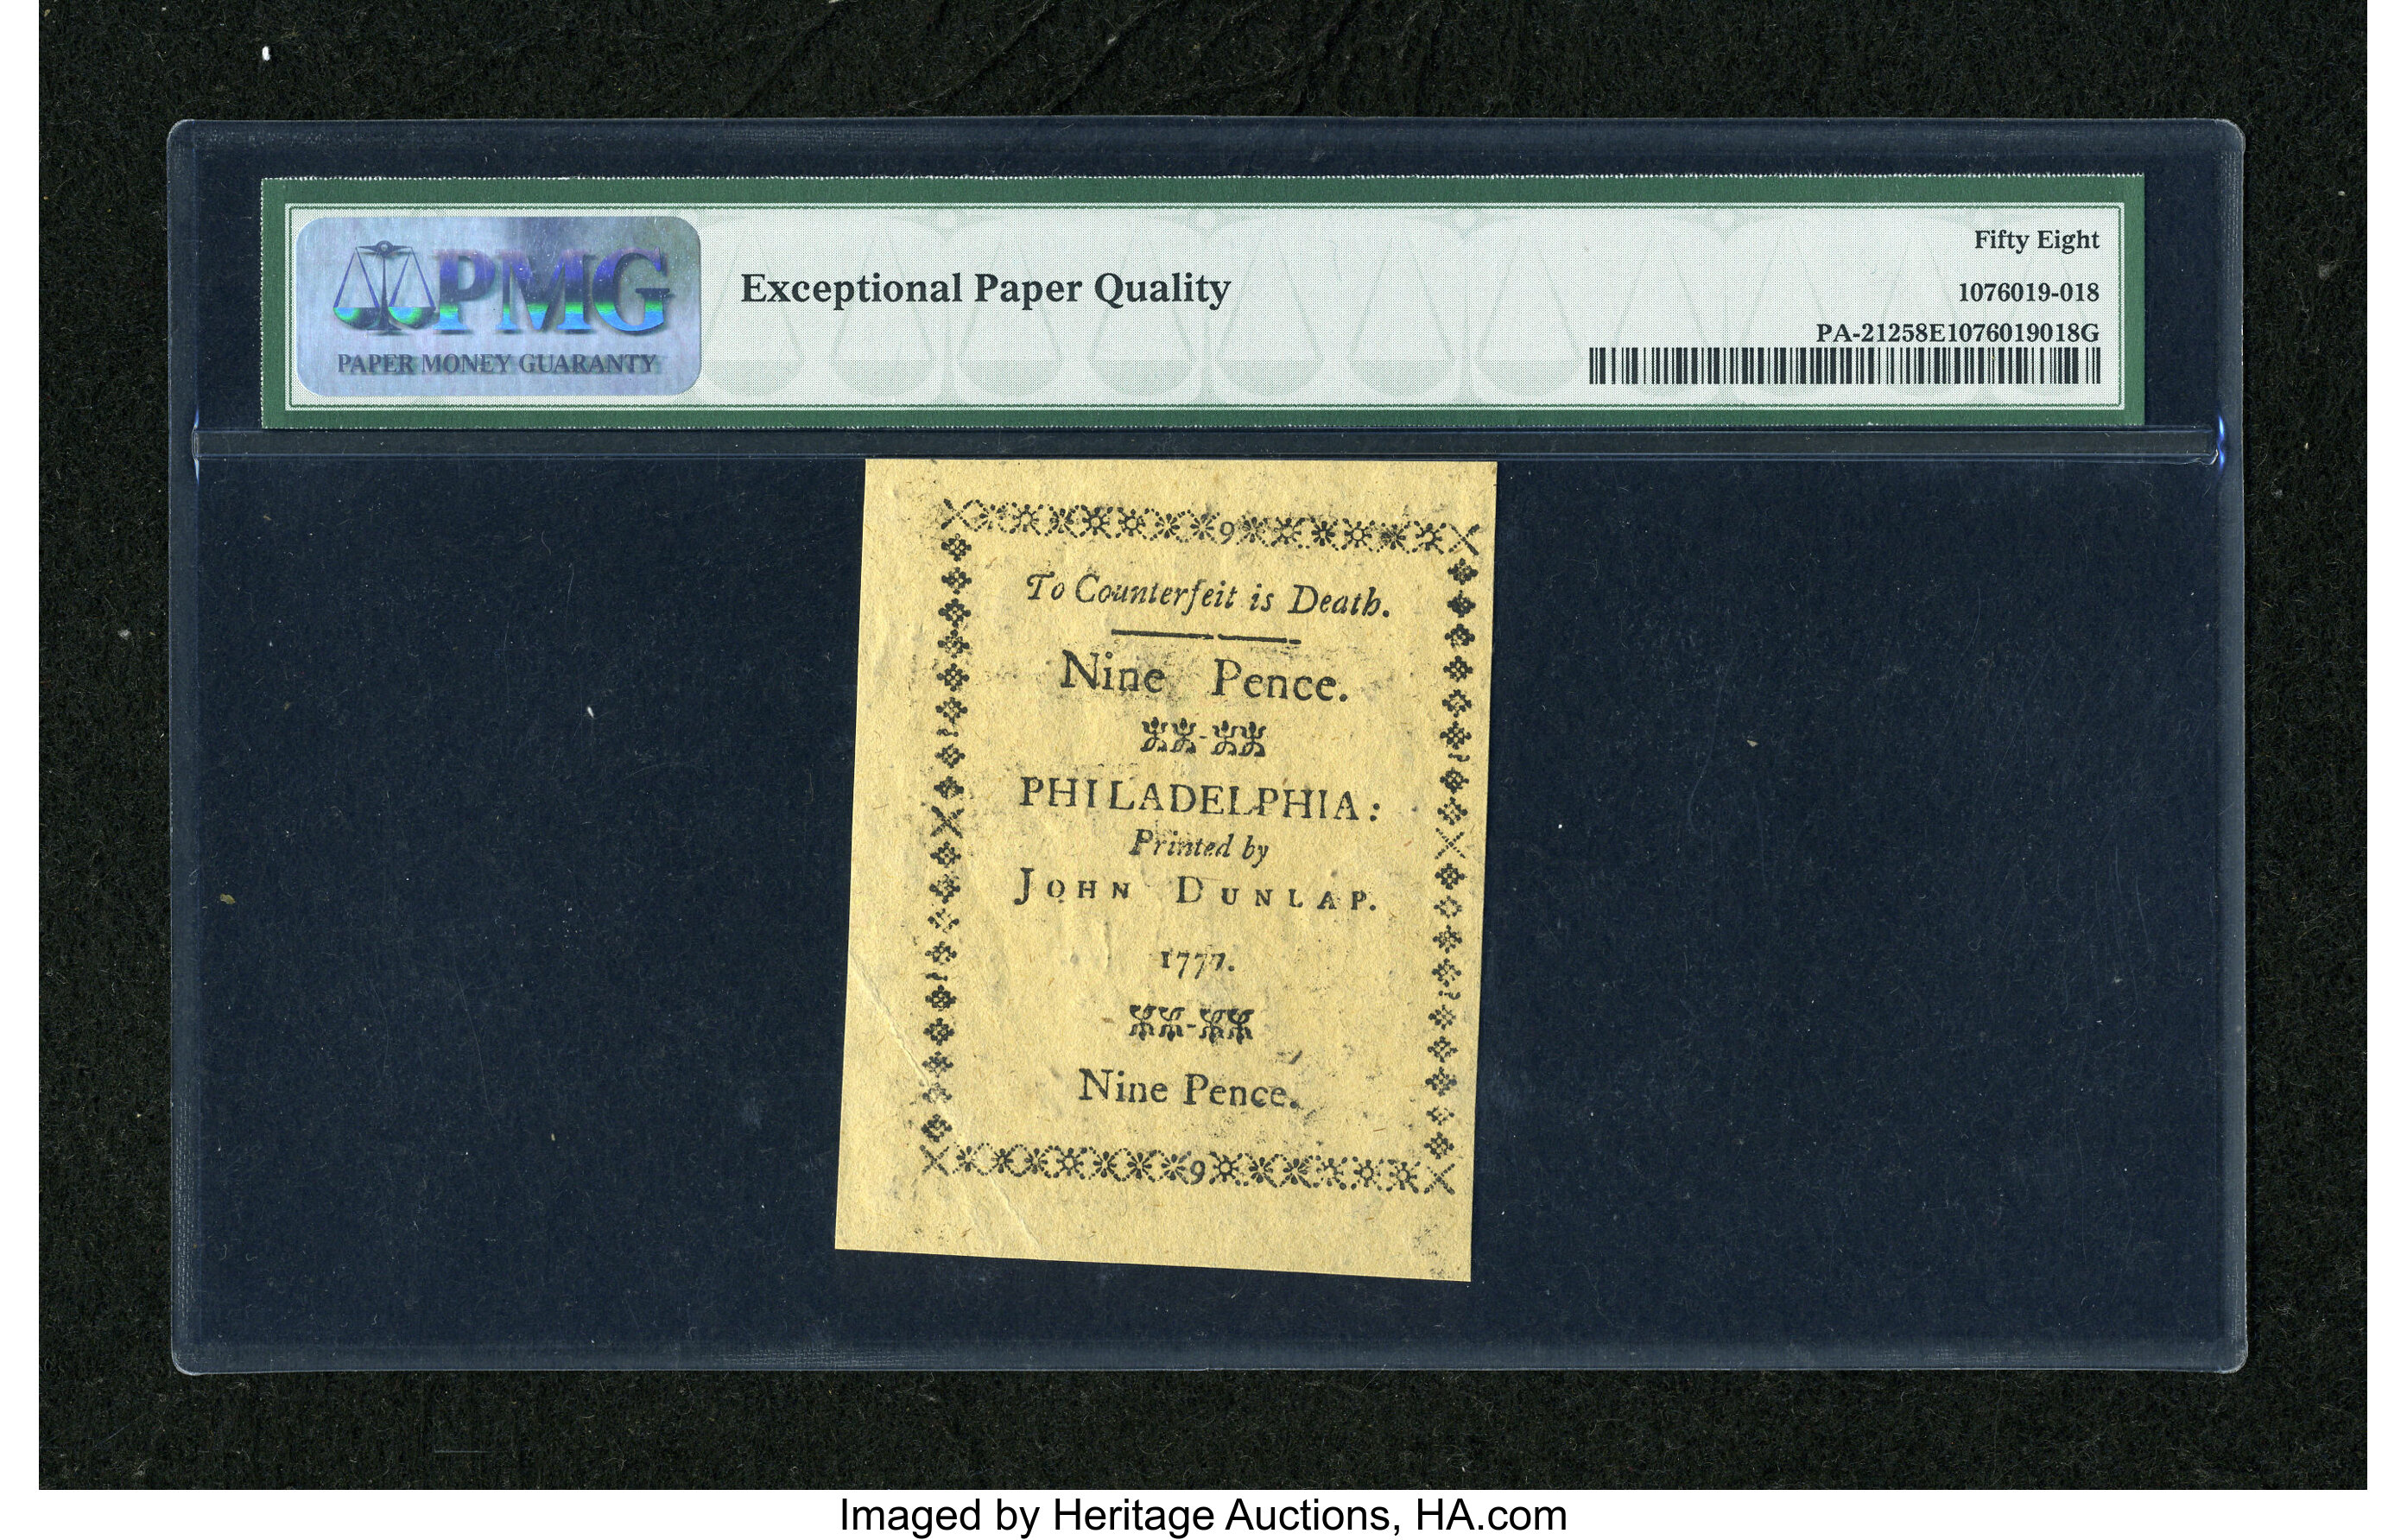 PMG
PAPER MONEY GUARANTY
Exceptional Paper Quality
Fifty Eight
1076019-018
PA-21258E1076019018G
9
To Counterfeit is Death.
Nine Pence.
PHILADELPHIA:
Printed by
JOHN DUNLAP.
1777.
Nine Pence.
9
Imaged by Heritage Auctions, HA.com